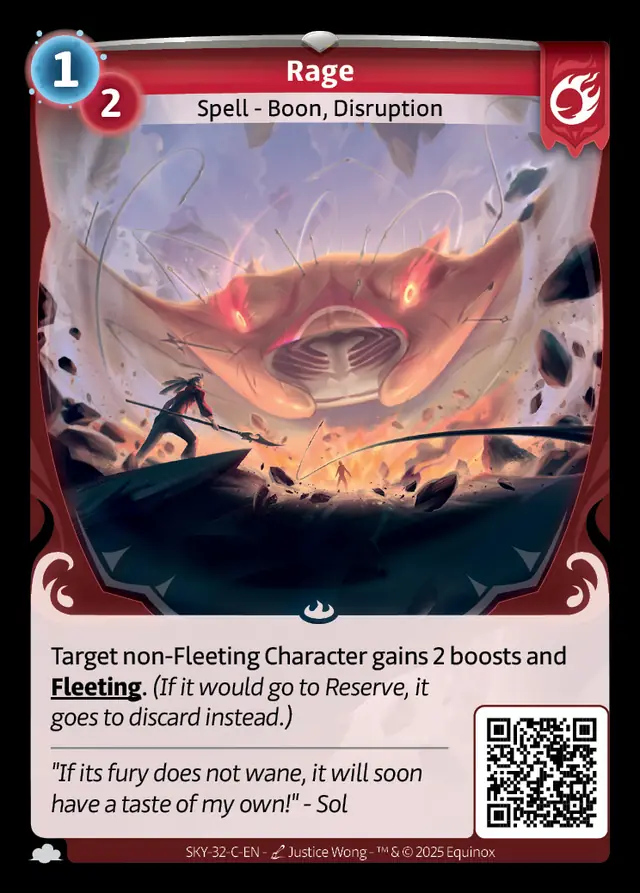 1
2
Rage
Spell - Boon, Disruption
Target non-Fleeting Character gains 2 boosts and
Fleeting. (If it would go to Reserve, it
goes to discard instead.)
"If its fury does not wane, it will soon
have a taste of my own!" - Sol
SKY-32-C-EN - Justice Wong - ™ & © 2025 Equinox